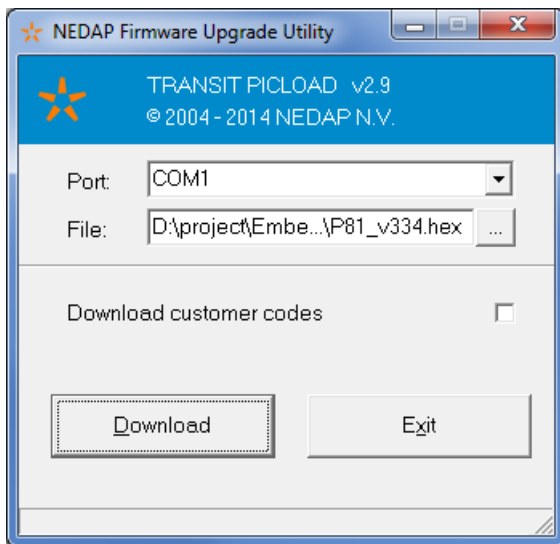 NEDAP Firmware Upgrade Utility
TRANSIT PICLOAD v2.9
© 2004 - 2014 NEDAP N.V.
Port: COM1
File: D:\project\Embe...\P81_v334.hex ...
Download customer codes
Download Exit